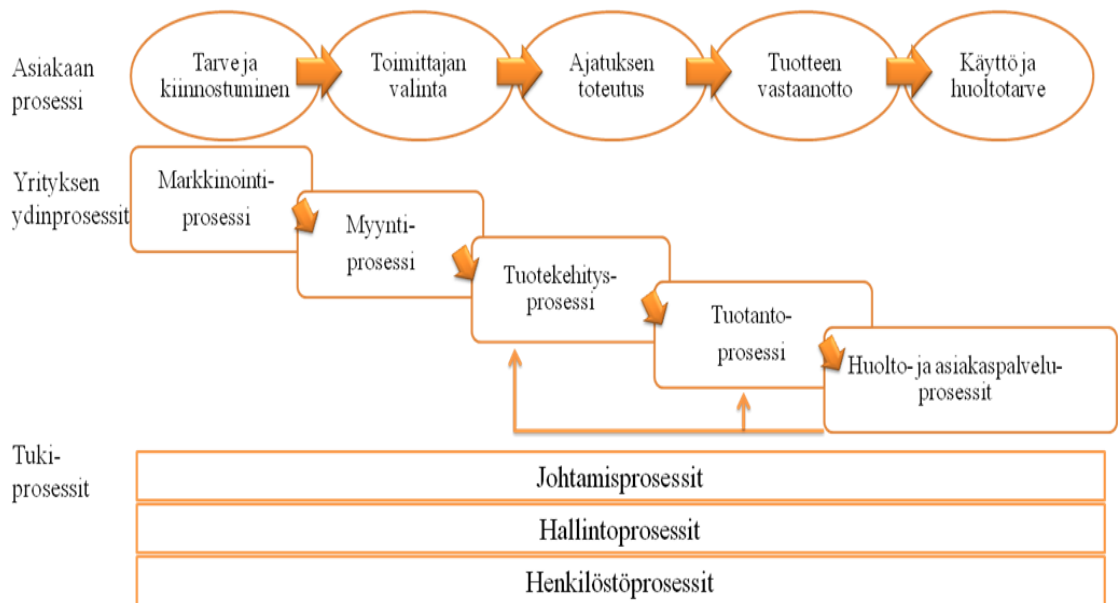 Asiakaan
prosessi
Tarve ja
kiinnostuminen
Toimittajan
valinta
Ajatuksen
toteutus
Tuotteen
vastaanotto
Käyttö ja
huoltotarve
Yrityksen
ydinprosessit
Markkinointi-
prosessi
Myynti-
prosessi
Tuotekehitys-
prosessi
Tuotanto-
prosessi
Huolto- ja asiakaspalvelu-
prosessit
Tuki-
prosessit
Johtamisprosessit
Hallintoprosessit
Henkilöstöprosessit